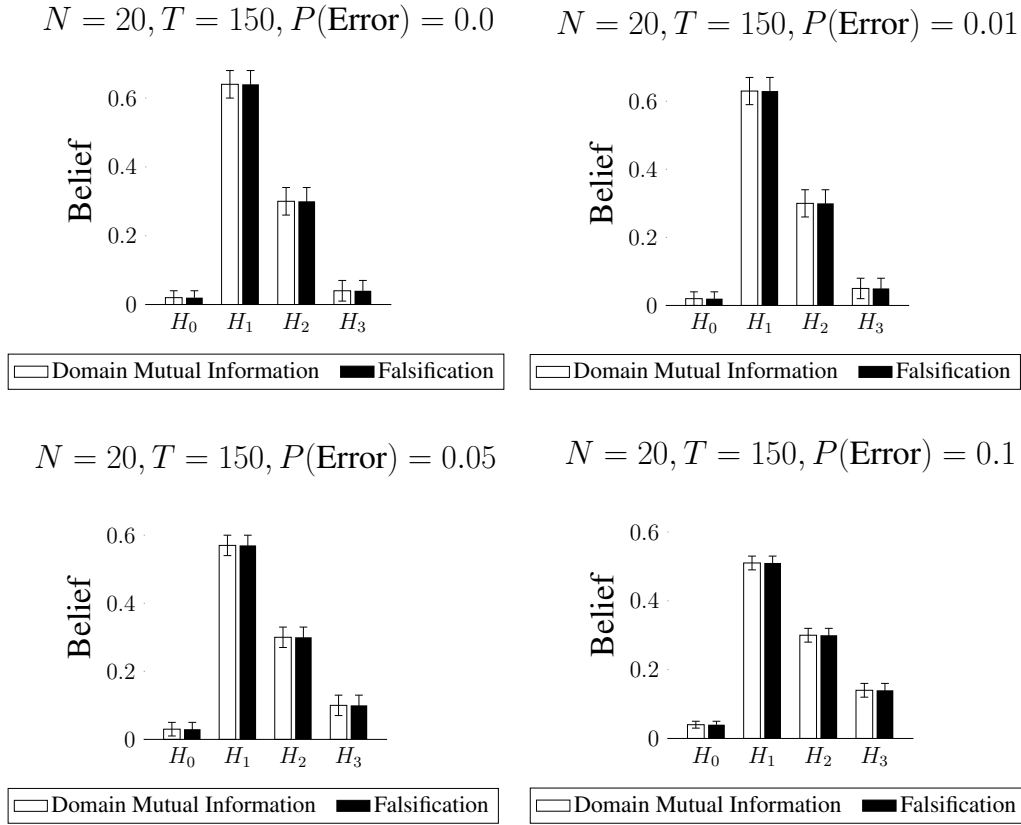 N = 20, T = 150, P(Error) = 0.0
0.6
0.4
0.2
0
Belief
H₀ H₁ H₂ H₃
Domain Mutual Information Falsification
N = 20, T = 150, P(Error) = 0.01
0.6
0.4
0.2
0
Belief
H₀ H₁ H₂ H₃
Domain Mutual Information Falsification
N = 20, T = 150, P(Error) = 0.05
0.6
0.4
0.2
0
Belief
H₀ H₁ H₂ H₃
Domain Mutual Information Falsification
N = 20, T = 150, P(Error) = 0.1
0.6
0.4
0.2
0
Belief
H₀ H₁ H₂ H₃
Domain Mutual Information Falsification